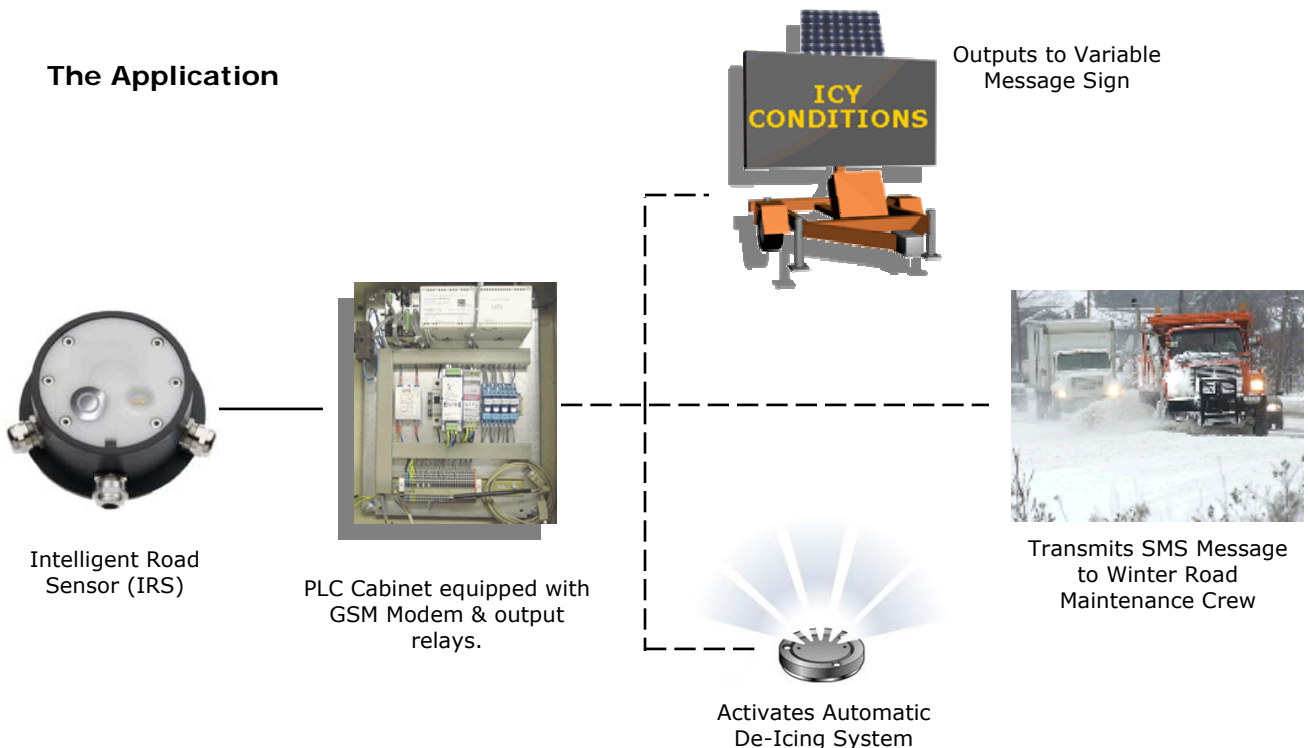 The Application
Outputs to Variable
Message Sign
ICY
CONDITIONS
Intelligent Road
Sensor (IRS)
PLC Cabinet equipped with
GSM Modem & output
relays.
Transmits SMS Message
to Winter Road
Maintenance Crew
Activates Automatic
De-Icing System